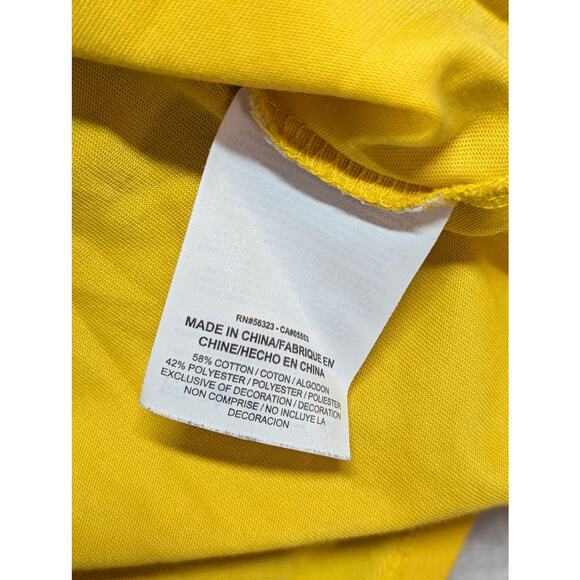 RN#56323 - CA#05553
MADE IN CHINA/FABRIQUE EN
CHINE/HECHO EN CHINA
58% COTTON / COTON / ALGODON
42% POLYESTER / POLYESTER / POLIESTER
EXCLUSIVE OF DECORATION / DECORATION
NON COMPRISE / NO INCLUYE LA
DECORACION